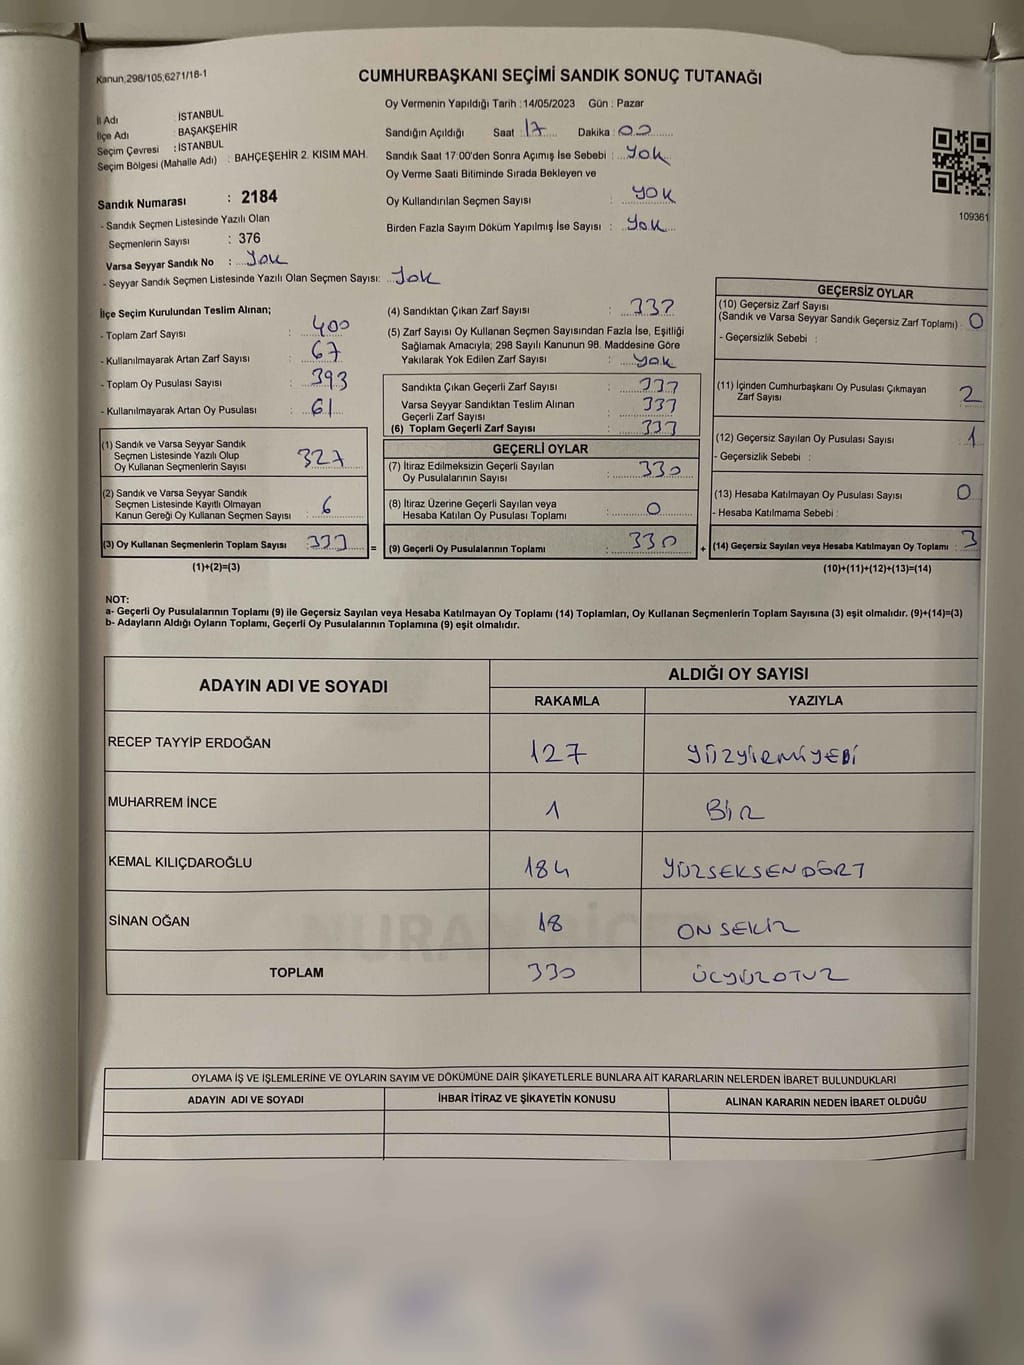 Kanun;298/105,6271/18-1
CUMHURBAŞKANI SEÇİMİ SANDIK SONUÇ TUTANAĞI
Oy Vermenin Yapıldığı Tarih : 14/05/2023 Gün : Pazar
İl Adı : İSTANBUL
İlçe Adı : BAŞAKŞEHİR
Seçim Çevresi : İSTANBUL
Seçim Bölgesi (Mahalle Adı) : BAHÇEŞEHİR 2. KISIM MAH.
Sandığın Açıldığı Saat : 17 Dakika : 00
Sandık Saat 17:00'den Sonra Açımış İse Sebebi : Yok
Oy Verme Saati Bitiminde Sırada Bekleyen ve
Oy Kullandırılan Seçmen Sayısı : YOK
Birden Fazla Sayım Döküm Yapılmış İse Sayısı : Yok
109361
Sandık Numarası : 2184
- Sandık Seçmen Listesinde Yazılı Olan
Seçmenlerin Sayısı : 376
Varsa Seyyar Sandık No : Yok
- Seyyar Sandık Seçmen Listesinde Yazılı Olan Seçmen Sayısı: Yok
İlçe Seçim Kurulundan Teslim Alınan;
- Toplam Zarf Sayısı : 400
- Kullanılmayarak Artan Zarf Sayısı : 67
- Toplam Oy Pusulası Sayısı : 393
- Kullanılmayarak Artan Oy Pusulası : 61
(1) Sandık ve Varsa Seyyar Sandık
Seçmen Listesinde Yazılı Olup
Oy Kullanan Seçmenlerin Sayısı 327
(2) Sandık ve Varsa Seyyar Sandık
Seçmen Listesinde Kayıtlı Olmayan
Kanun Gereği Oy Kullanan Seçmen Sayısı : 6
(3) Oy Kullanan Seçmenlerin Toplam Sayısı : 333 =
(1)+(2)=(3)
(4) Sandıktan Çıkan Zarf Sayısı : 333
(5) Zarf Sayısı Oy Kullanan Seçmen Sayısından Fazla İse, Eşitliği
Sağlamak Amacıyla; 298 Sayılı Kanunun 98. Maddesine Göre
Yakılarak Yok Edilen Zarf Sayısı : Yok
Sandıkta Çıkan Geçerli Zarf Sayısı : 333
Varsa Seyyar Sandıktan Teslim Alınan
Geçerli Zarf Sayısı : 333
(6) Toplam Geçerli Zarf Sayısı : 333
GEÇERLİ OYLAR
(7) İtiraz Edilmeksizin Geçerli Sayılan
Oy Pusulalarının Sayısı : 330
(8) İtiraz Üzerine Geçerli Sayılan veya
Hesaba Katılan Oy Pusulası Toplamı : 0
(9) Geçerli Oy Pusulalarının Toplamı : 330 +
GEÇERSİZ OYLAR
(10) Geçersiz Zarf Sayısı
(Sandık ve Varsa Seyyar Sandık Geçersiz Zarf Toplamı) : 0
- Geçersizlik Sebebi :
(11) İçinden Cumhurbaşkanı Oy Pusulası Çıkmayan
Zarf Sayısı 2
(12) Geçersiz Sayılan Oy Pusulası Sayısı : 1
- Geçersizlik Sebebi :
(13) Hesaba Katılmayan Oy Pusulası Sayısı 0
- Hesaba Katılmama Sebebi :
(14) Geçersiz Sayılan veya Hesaba Katılmayan Oy Toplamı : 3
(10)+(11)+(12)+(13)=(14)
NOT:
a- Geçerli Oy Pusulalarının Toplamı (9) ile Geçersiz Sayılan veya Hesaba Katılmayan Oy Toplamı (14) Toplamları, Oy Kullanan Seçmenlerin Toplam Sayısına (3) eşit olmalıdır. (9)+(14)=(3)
b- Adayların Aldığı Oyların Toplamı, Geçerli Oy Pusulalarının Toplamına (9) eşit olmalıdır.
ADAYIN ADI VE SOYADI
ALDIĞI OY SAYISI
RAKAMLA YAZIYLA
RECEP TAYYİP ERDOĞAN 127 YÜZYİRMİYEDİ
MUHARREM İNCE 1 BİR
KEMAL KILIÇDAROĞLU 184 YÜZSEKSENDÖRT
SİNAN OĞAN 18 ONSEKİZ
TOPLAM 330 ÜÇYÜZOTUZ
OYLAMA İŞ VE İŞLEMLERİNE VE OYLARIN SAYIM VE DÖKÜMÜNE DAİR ŞİKAYETLERLE BUNLARA AİT KARARLARIN NELERDEN İBARET BULUNDUKLARI
ADAYIN ADI VE SOYADI İHBAR İTİRAZ VE ŞİKAYETİN KONUSU ALINAN KARARIN NEDEN İBARET OLDUĞU